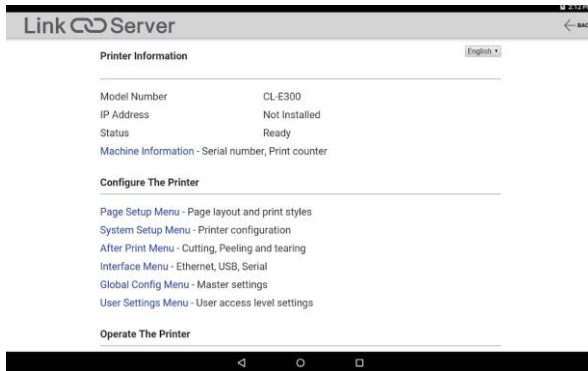 2:12 P
Link Server
BAC
Printer Information
English
Model Number CL-E300
IP Address Not Installed
Status Ready
Machine Information - Serial number, Print counter
Configure The Printer
Page Setup Menu - Page layout and print styles
System Setup Menu - Printer configuration
After Print Menu - Cutting, Peeling and tearing
Interface Menu - Ethernet, USB, Serial
Global Config Menu - Master settings
User Settings Menu - User access level settings
Operate The Printer